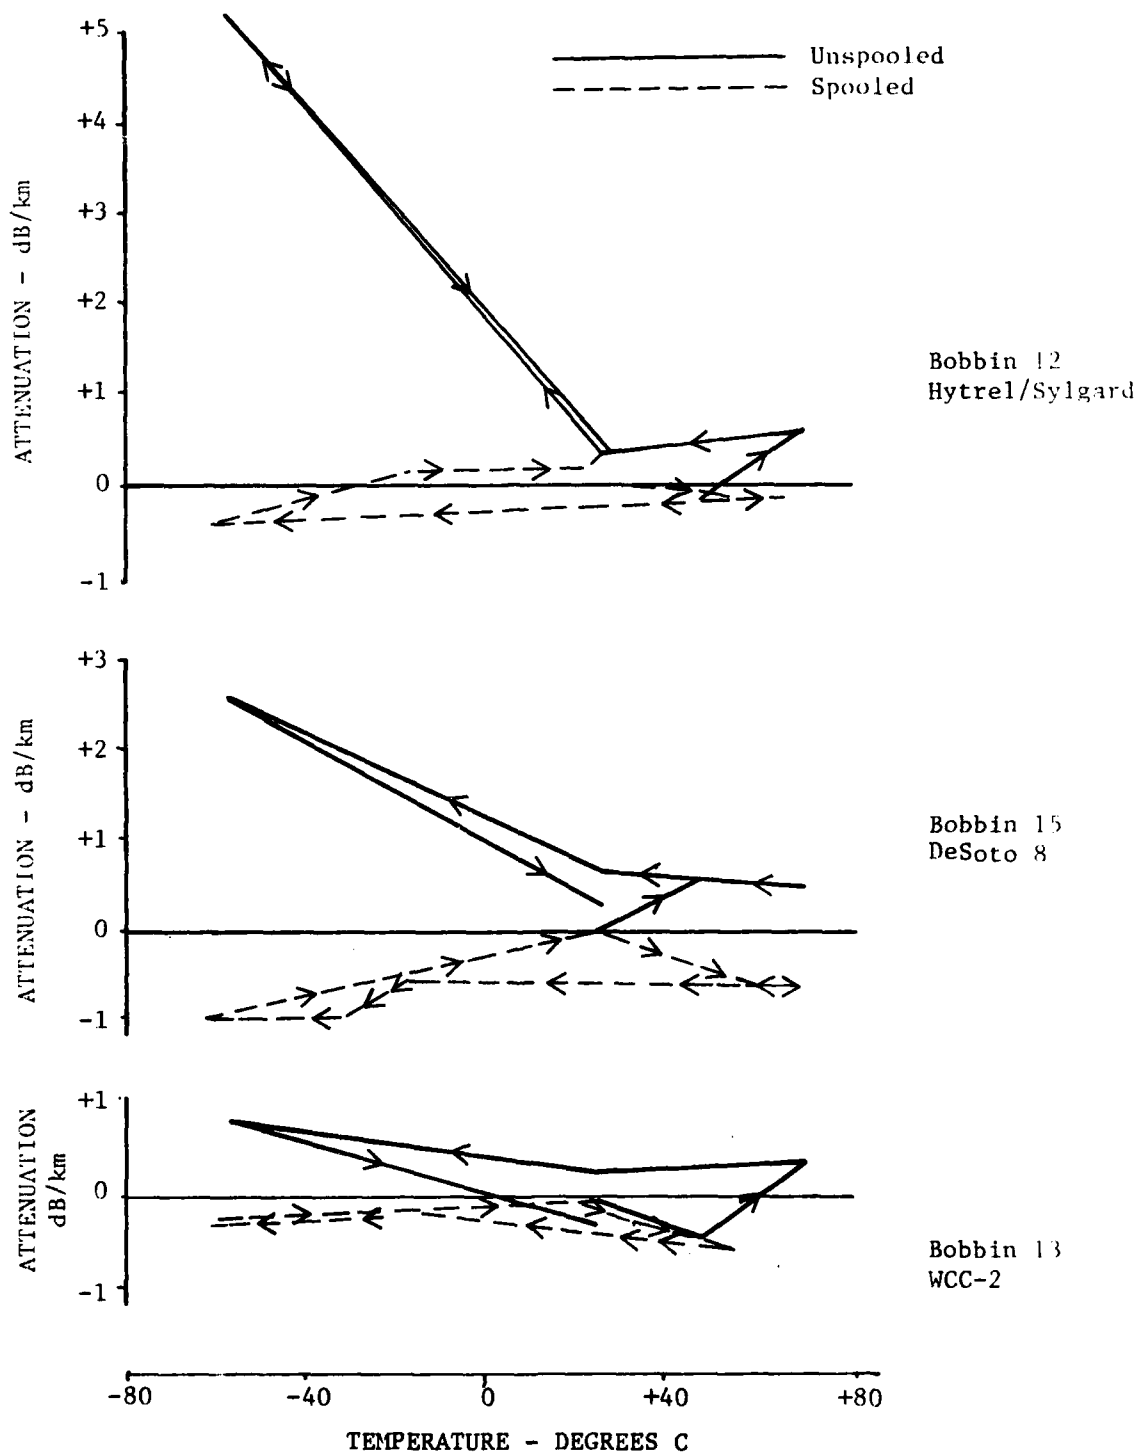 Unspooled
Spooled
+5
+4
+3
+2
+1
0
-1
ATTENUATION - dB/km
Bobbin 12
Hytrel/Sylgard
+3
+2
+1
0
-1
ATTENUATION - dB/km
Bobbin 15
DeSoto 8
+1
0
-1
ATTENUATION
dB/km
Bobbin 13
WCC-2
-80
-40
0
+40
+80
TEMPERATURE - DEGREES C